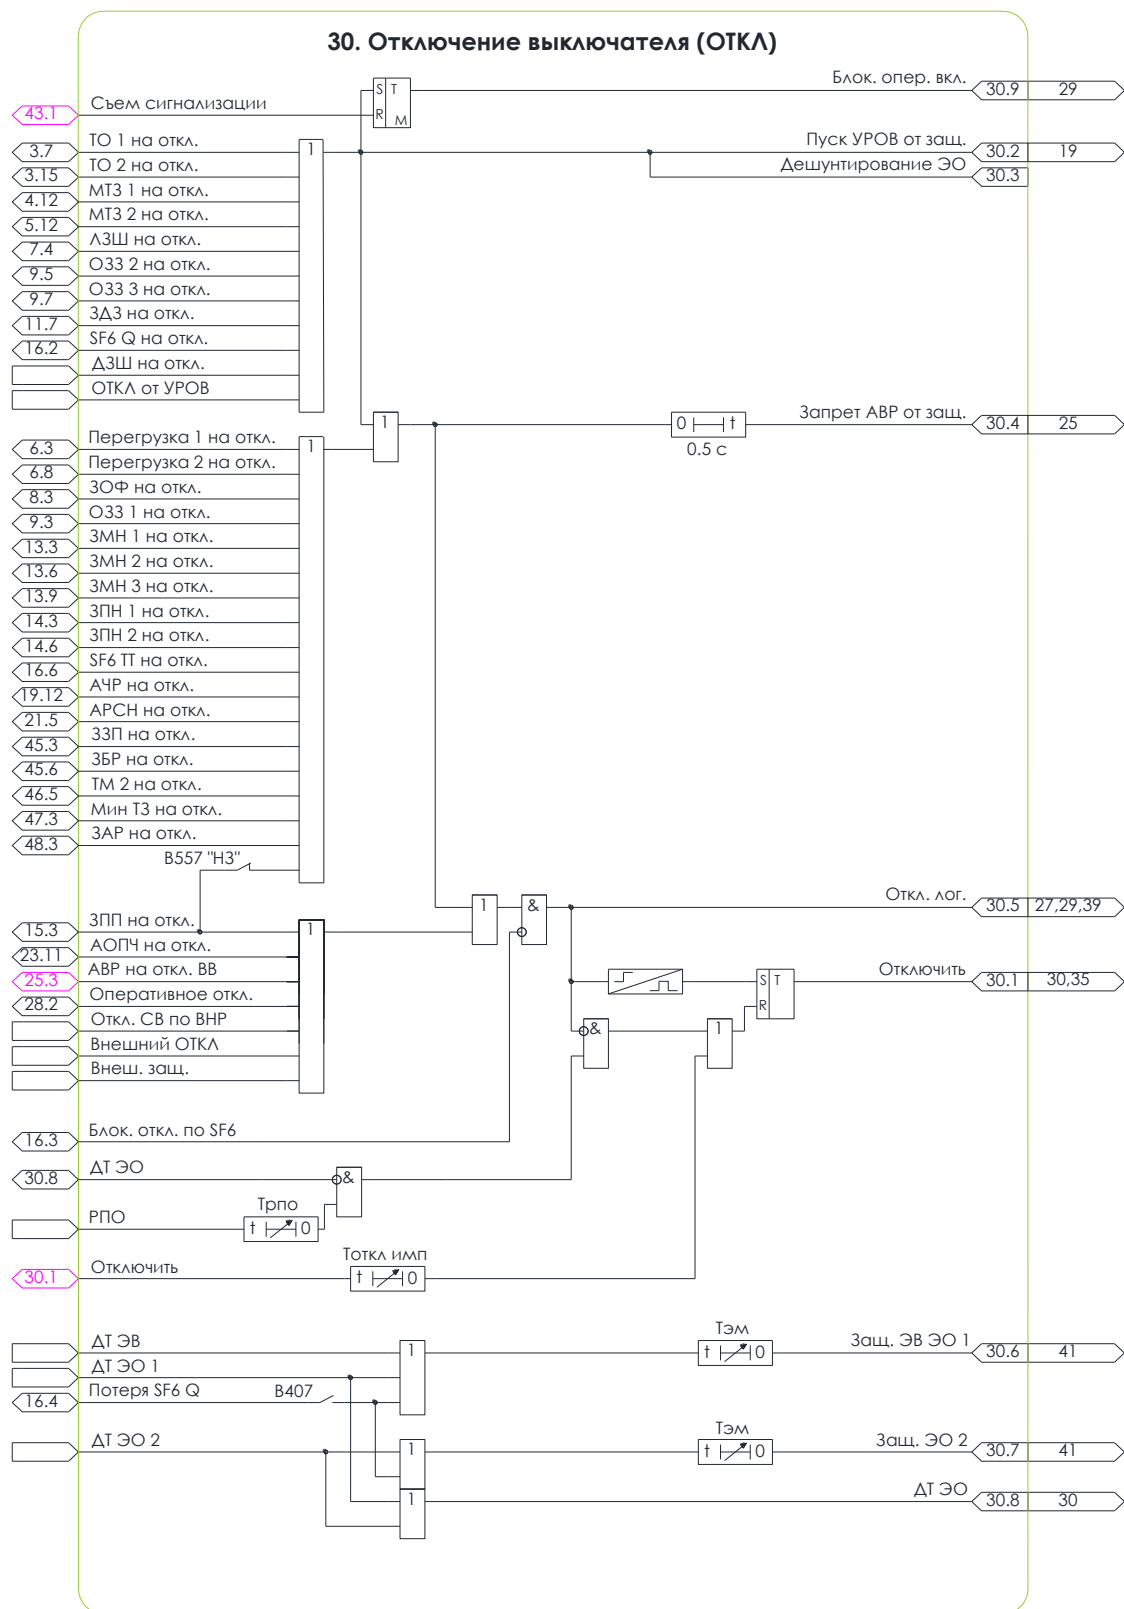 30. Отключение выключателя (ОТКЛ)
Блок. опер. вкл.
30.9 29
S T
R
M
43.1 Съем сигнализации
3.7 ТО 1 на откл.
1
Пуск УРОВ от защ.
30.2 19
3.15 ТО 2 на откл.
Дешунтирование ЭО
30.3
4.12 МТЗ 1 на откл.
5.12 МТЗ 2 на откл.
7.4 ЛЗШ на откл.
9.5 ОЗЗ 2 на откл.
9.7 ОЗЗ 3 на откл.
11.7 ЗДЗ на откл.
16.2 SF6 Q на откл.
ДЗШ на откл.
ОТКЛ от УРОВ
1
0 t
0.5 с
Запрет АВР от защ.
30.4 25
6.3 Перегрузка 1 на откл.
1
6.8 Перегрузка 2 на откл.
8.3 ЗОФ на откл.
9.3 ОЗЗ 1 на откл.
13.3 ЗМН 1 на откл.
13.6 ЗМН 2 на откл.
13.9 ЗМН 3 на откл.
14.3 ЗПН 1 на откл.
14.6 ЗПН 2 на откл.
16.6 SF6 ТТ на откл.
19.12 АЧР на откл.
21.5 АРСН на откл.
45.3 ЗЗП на откл.
45.6 ЗБР на откл.
46.5 ТМ 2 на откл.
47.3 Мин ТЗ на откл.
48.3 ЗАР на откл.
В557 "НЗ"
1
&
Откл. лог.
30.5 27,29,39
15.3 ЗПП на откл.
1
23.11 АОПЧ на откл.
25.3 АВР на откл. ВВ
S T
R
Отключить
30.1 30,35
28.2 Оперативное откл.
Откл. СВ по ВНР
&
1
Внешний ОТКЛ
Внеш. защ.
16.3 Блок. откл. по SF6
30.8 ДТ ЭО
&
РПО
Трпо
t 0
30.1 Отключить
Тоткл имп
t 0
ДТ ЭВ
1
Тэм
t 0
Защ. ЭВ ЭО 1
30.6 41
ДТ ЭО 1
16.4 Потеря SF6 Q
В407
ДТ ЭО 2
1
Тэм
t 0
Защ. ЭО 2
30.7 41
1
ДТ ЭО
30.8 30